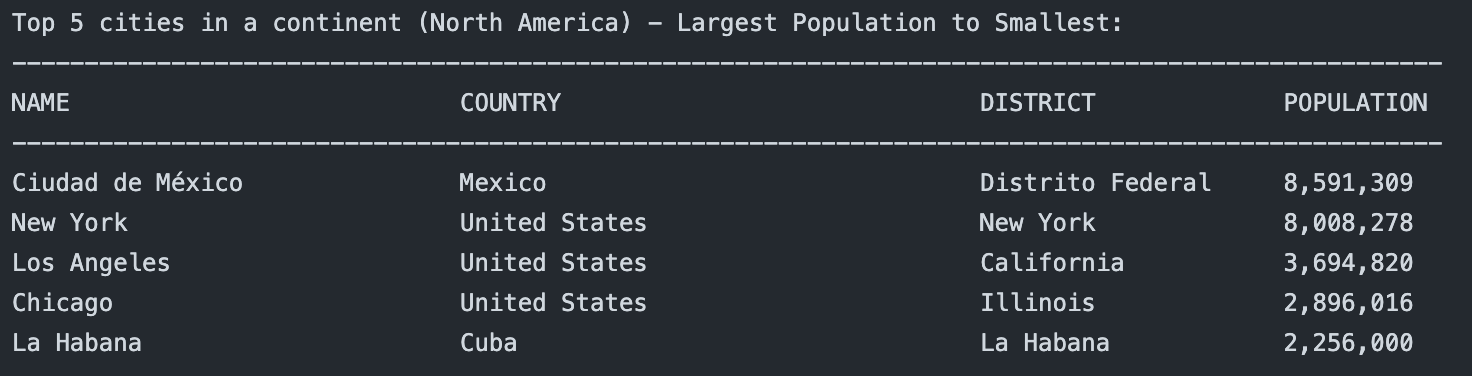 Top 5 cities in a continent (North America) - Largest Population to Smallest:
---------------------------------------------------------------------------------------------------
NAME                           COUNTRY                             DISTRICT             POPULATION
---------------------------------------------------------------------------------------------------
Ciudad de México               Mexico                              Distrito Federal     8,591,309
New York                       United States                       New York             8,008,278
Los Angeles                    United States                       California           3,694,820
Chicago                        United States                       Illinois             2,896,016
La Habana                      Cuba                                La Habana            2,256,000